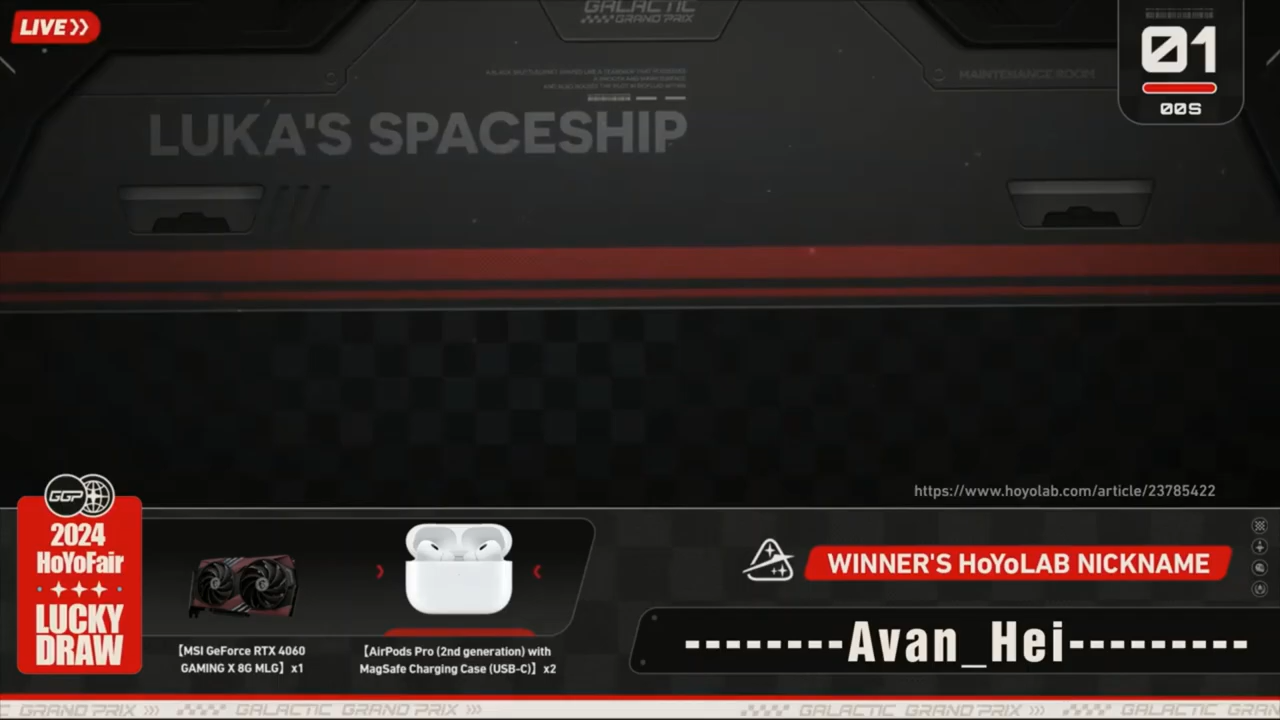 LIVE
GALACTIC
GRAND PRIX
01
00S
MAINTENANCE ROOM
LUKA'S SPACESHIP
https://www.hoyolab.com/article/23785422
GGP
2024
HoYoFair
LUCKY
DRAW
【MSI GeForce RTX 4060
GAMING X 8G MLG】 x1
【AirPods Pro (2nd generation) with
MagSafe Charging Case (USB-C)】 x2
WINNER'S HoYoLAB NICKNAME
--------Avan_Hei---------
GRAND PRIX GALACTIC GRAND PRIX GALACTIC GRAND PRIX GALACTIC GRAN